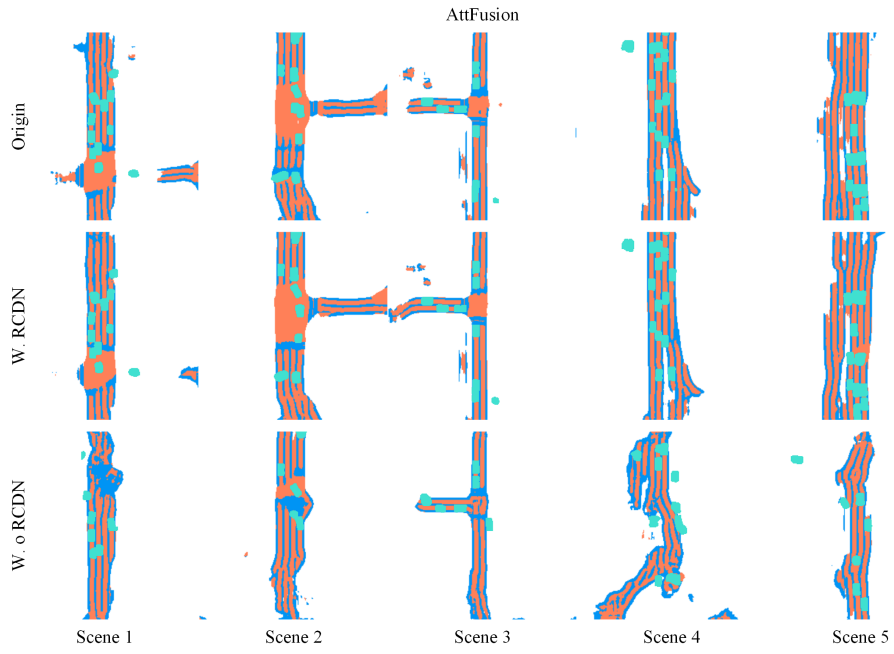 AttFusion
Origin
W. RCDN
W. o RCDN
Scene 1
Scene 2
Scene 3
Scene 4
Scene 5